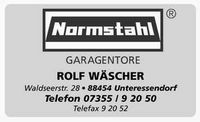 Normstahl®
GARAGENTORE
ROLF WÄSCHER
Waldseerstr. 28 • 88454 Unteressendorf
Telefon 07355 / 9 20 50
Telefax 9 20 52